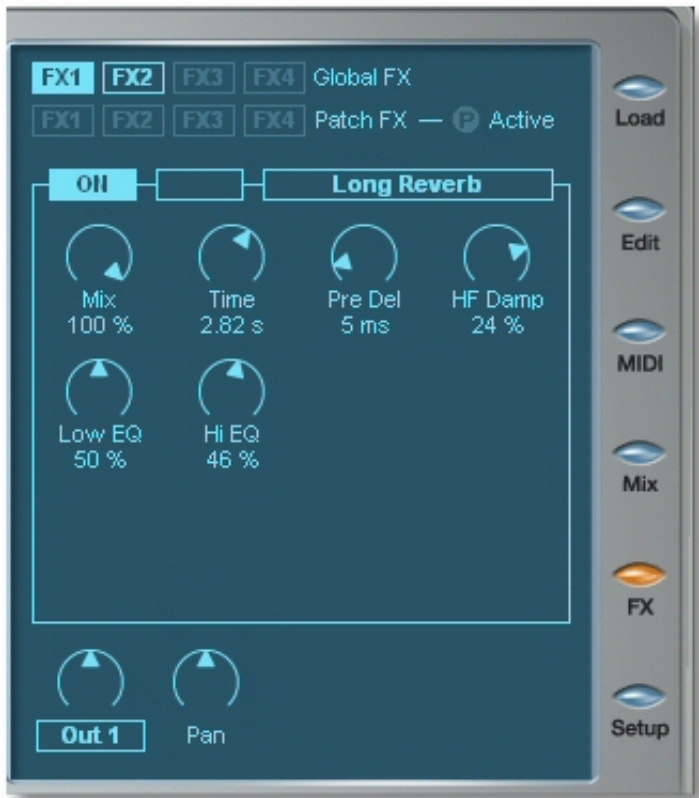 FX1 FX2 FX3 FX4 Global FX
FX1 FX2 FX3 FX4 Patch FX — P Active
Load
ON Long Reverb
Edit
Mix Time Pre Del HF Damp
100 % 2.82 s 5 ms 24 %
MIDI
Low EQ Hi EQ
50 % 46 %
Mix
FX
Out 1 Pan
Setup